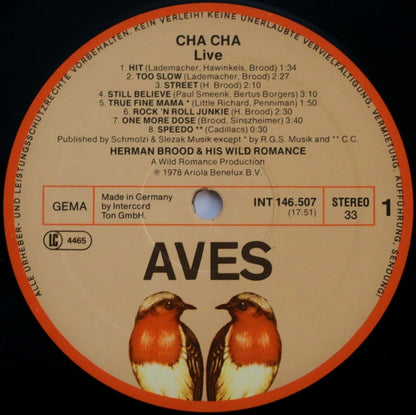 ALLE URHEBER- UND LEISTUNGSSCHUTZRECHTE VORBEHALTEN. KEIN VERLEIH! KEINE UNERLAUBTE VERVIELFÄLTIGUNG, VERMIETUNG, AUFFÜHRUNG, SENDUNG!
CHA CHA
Live
1. HIT (Lademacher, Hawinkels, Brood) 1:34
2. TOO SLOW (Lademacher, Brood) 2:27
3. STREET (H. Brood) 2:10
4. STILL BELIEVE (Paul Smeenk, Bertus Borgers) 3:10
5. TRUE FINE MAMA * (Little Richard, Penniman) 1:50
6. ROCK 'N ROLL JUNKIE (H. Brood) 2:30
7. ONE MORE DOSE (Brood, Sinzheimer) 3:40
8. SPEEDO ** (Cadillacs) 0:30
Published by Schmolzi & Slezak Musik except * by R.G.S. Musik and ** C.C.
HERMAN BROOD & HIS WILD ROMANCE
A Wild Romance Production
℗ 1978 Ariola Benelux B.V.
GEMA
Made in Germany
by Intercord
Ton GmbH.
INT 146.507
(17:51)
STEREO
33
1
LC 4465
AVES